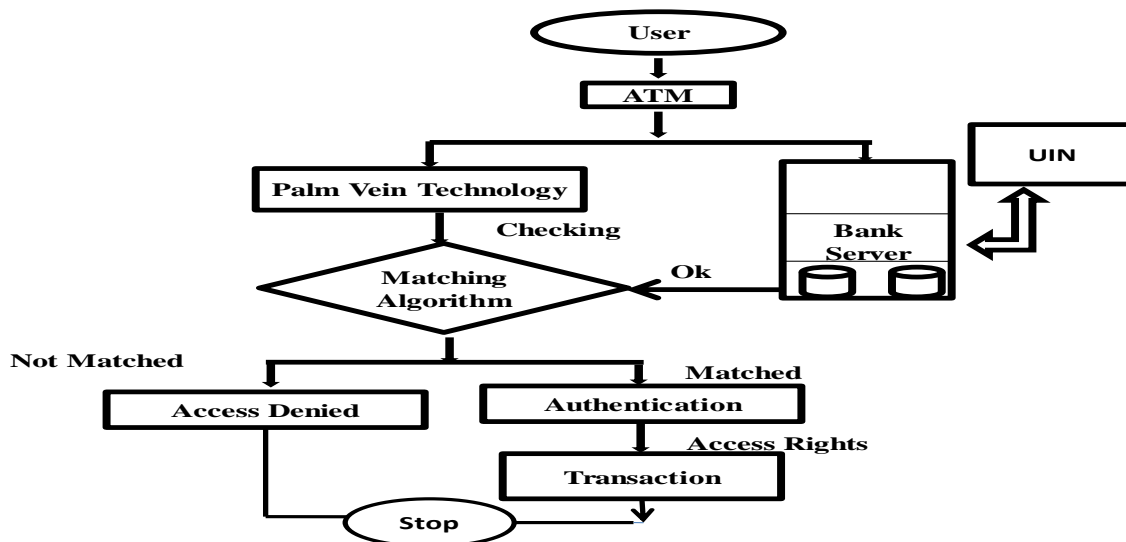 User
ATM
UIN
Palm Vein Technology
Checking
Bank
Server
Ok
Matching
Algorithm
Not Matched
Matched
Access Denied
Authentication
Access Rights
Transaction
Stop